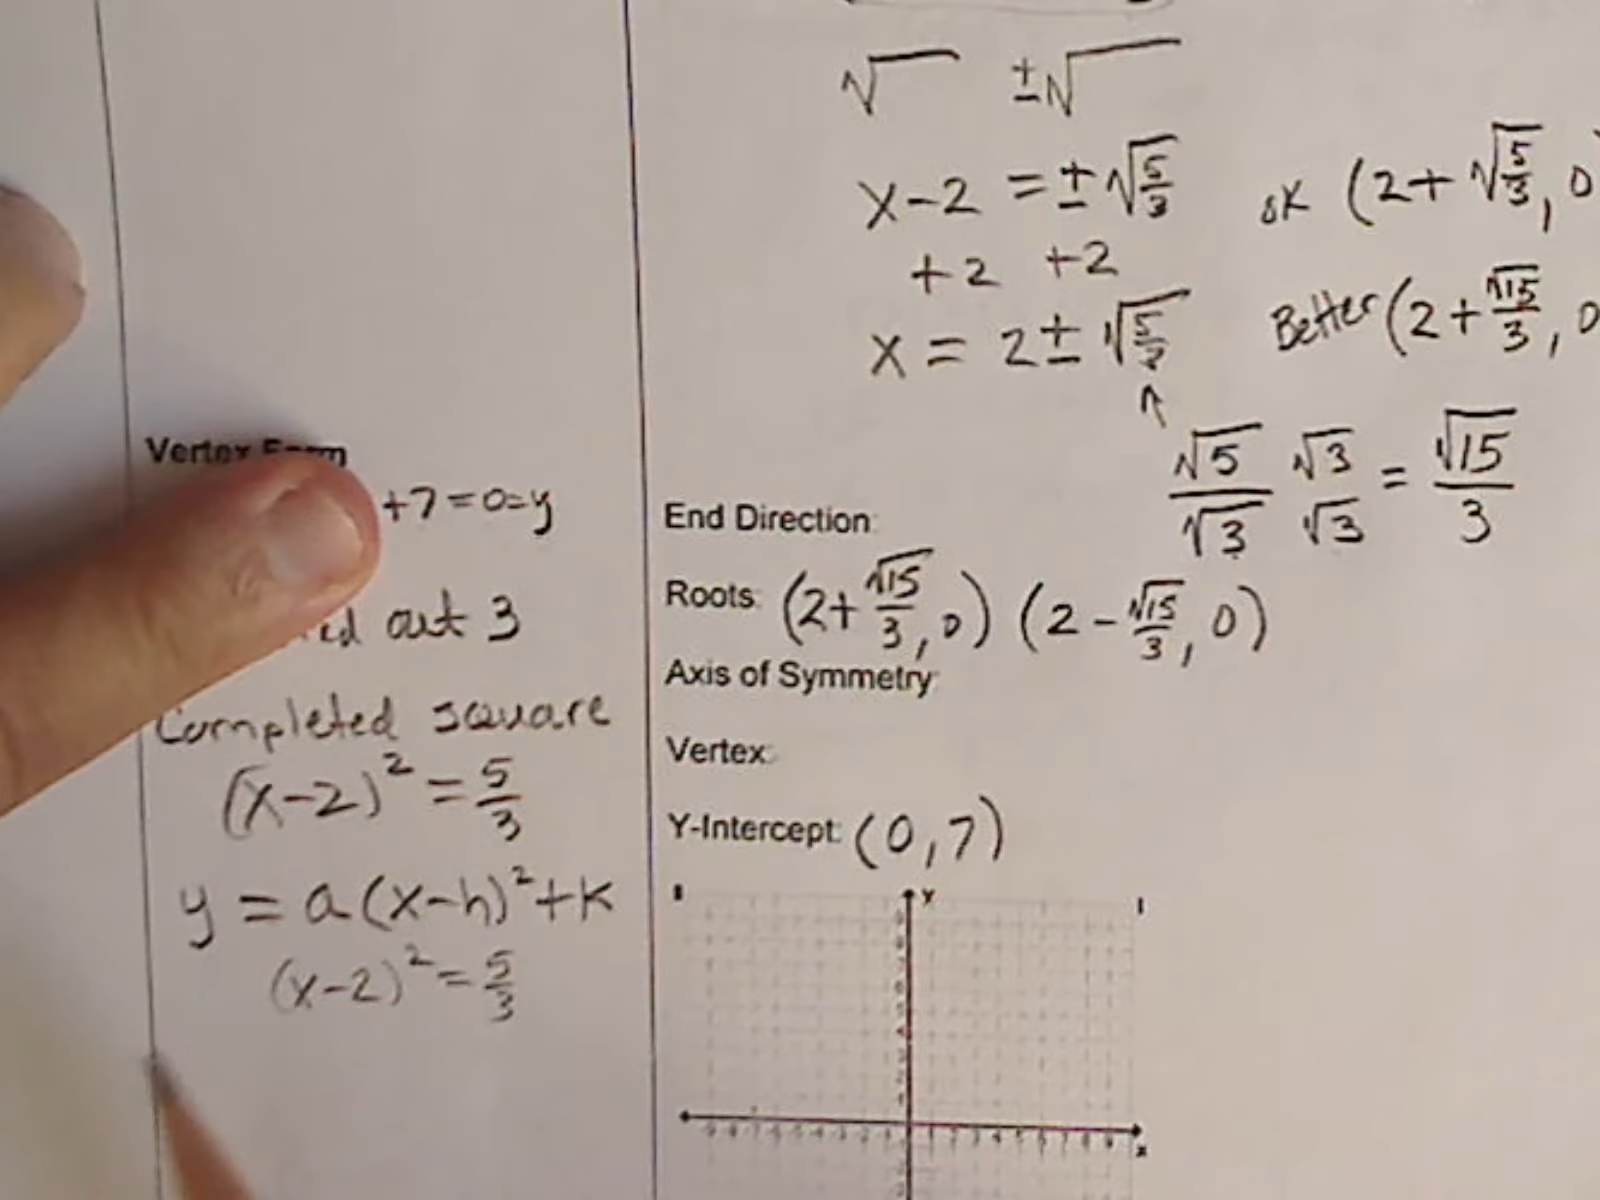 Vertex Form
+7=0=y
out 3
Completed square
(x-2)² = 5/3
y = a(x-h)² + k
(x-2)² = 5/3
√ ±√
x-2 = ±√(5/3)
+2 +2
x = 2 ± √(5/3)
↑
OK (2+√(5/3), 0
Better (2+√15/3, 0
√5/√3 √3/√3 = √15/3
End Direction:
Roots: (2+√15/3, 0) (2-√15/3, 0)
Axis of Symmetry:
Vertex:
Y-Intercept: (0,7)
Y
x